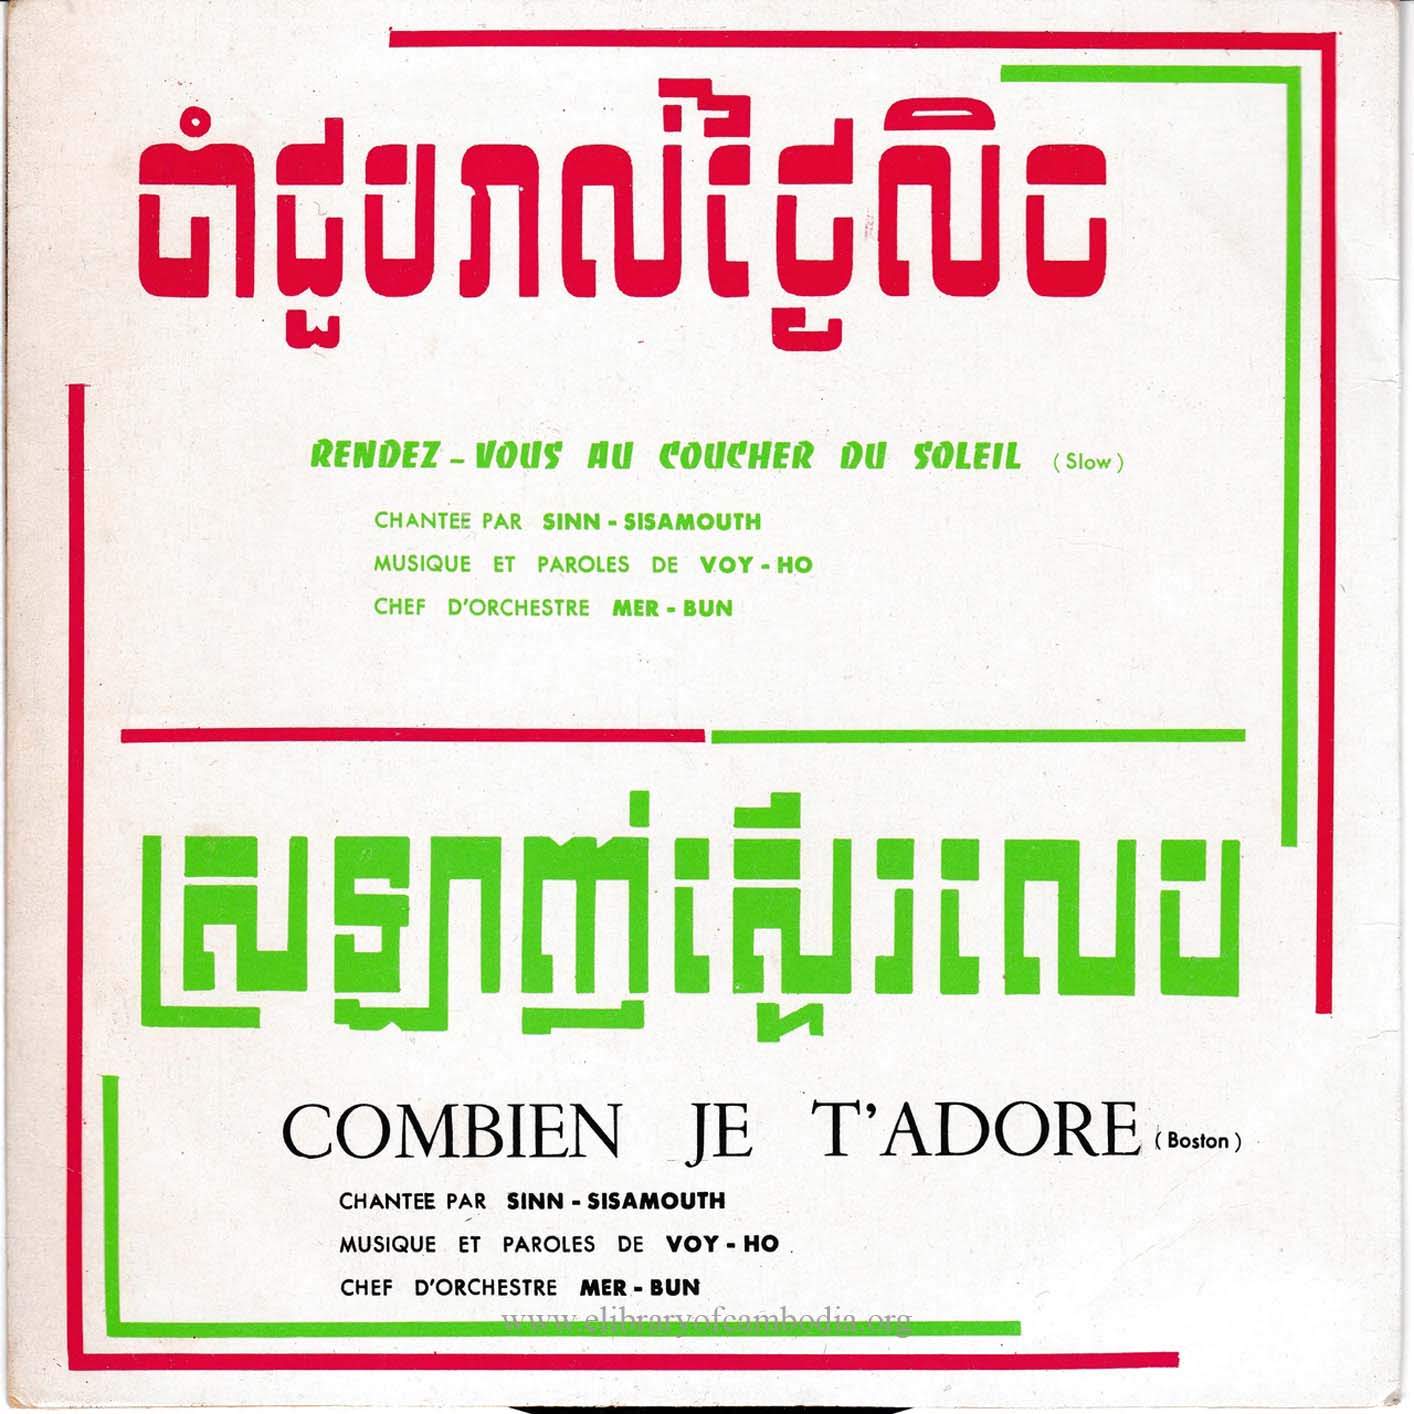 ចាំជួបរាល់ថ្ងៃលិច
RENDEZ-VOUS AU COUCHER DU SOLEIL (Slow)
CHANTEE PAR SINN-SISAMOUTH
MUSIQUE ET PAROLES DE VOY-HO
CHEF D'ORCHESTRE MER-BUN
ស្រឡាញ់ស្ទើរលេប
COMBIEN JE T'ADORE (Boston)
CHANTEE PAR SINN-SISAMOUTH
MUSIQUE ET PAROLES DE VOY-HO
CHEF D'ORCHESTRE MER-BUN
www.elibraryofcambodia.org